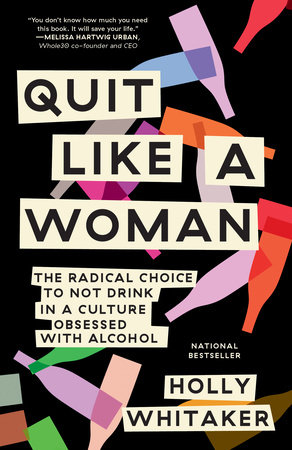 "You don't know how much you need
this book. It will save your life."
—MELISSA HARTWIG URBAN,
Whole30 co-founder and CEO
QUIT
LIKE A
WOMAN
THE RADICAL CHOICE
TO NOT DRINK
IN A CULTURE
OBSESSED
WITH ALCOHOL
NATIONAL
BESTSELLER
HOLLY
WHITAKER